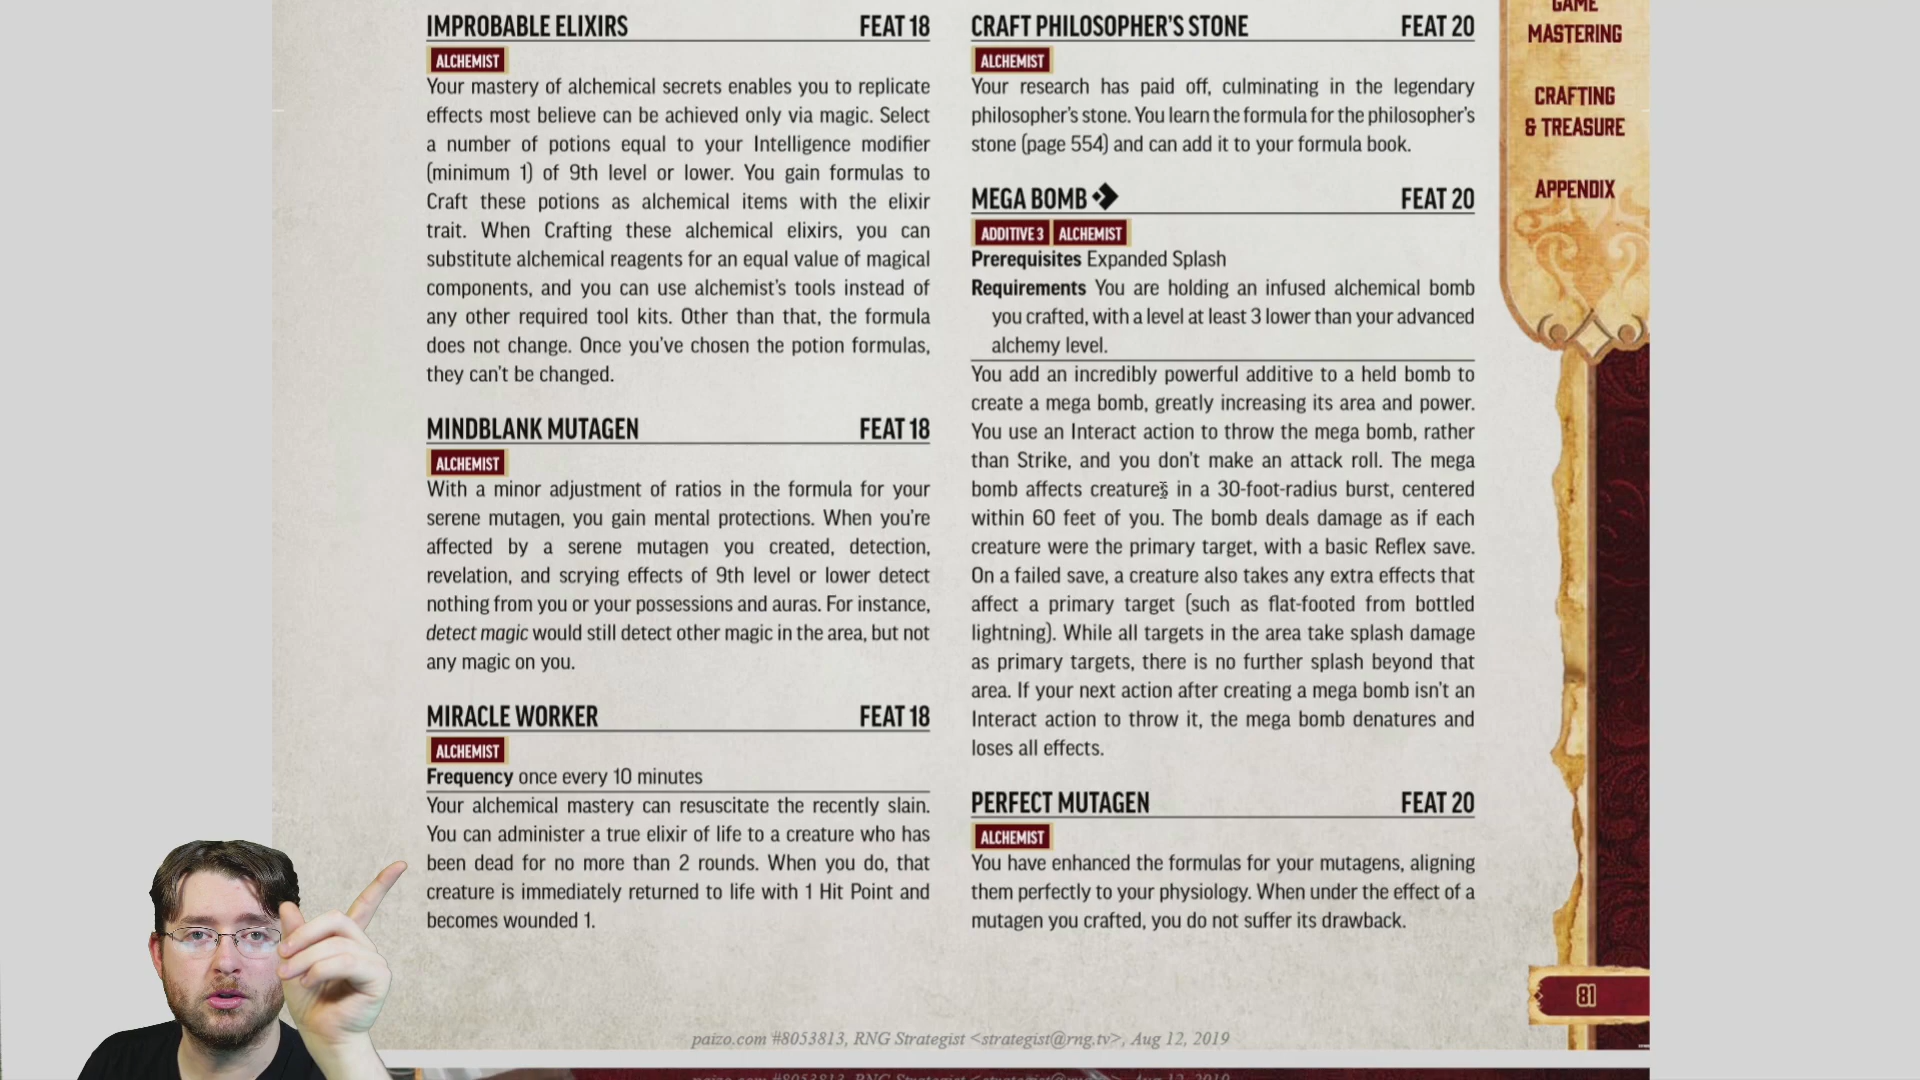 IMPROBABLE ELIXIRS FEAT 18
ALCHEMIST
Your mastery of alchemical secrets enables you to replicate
effects most believe can be achieved only via magic. Select
a number of potions equal to your Intelligence modifier
(minimum 1) of 9th level or lower. You gain formulas to
Craft these potions as alchemical items with the elixir
trait. When Crafting these alchemical elixirs, you can
substitute alchemical reagents for an equal value of magical
components, and you can use alchemist's tools instead of
any other required tool kits. Other than that, the formula
does not change. Once you've chosen the potion formulas,
they can't be changed.
MINDBLANK MUTAGEN FEAT 18
ALCHEMIST
With a minor adjustment of ratios in the formula for your
serene mutagen, you gain mental protections. When you're
affected by a serene mutagen you created, detection,
revelation, and scrying effects of 9th level or lower detect
nothing from you or your possessions and auras. For instance,
detect magic would still detect other magic in the area, but not
any magic on you.
MIRACLE WORKER FEAT 18
ALCHEMIST
Frequency once every 10 minutes
Your alchemical mastery can resuscitate the recently slain.
You can administer a true elixir of life to a creature who has
been dead for no more than 2 rounds. When you do, that
creature is immediately returned to life with 1 Hit Point and
becomes wounded 1.
CRAFT PHILOSOPHER'S STONE FEAT 20
ALCHEMIST
Your research has paid off, culminating in the legendary
philosopher's stone. You learn the formula for the philosopher's
stone (page 554) and can add it to your formula book.
MEGA BOMB FEAT 20
ADDITIVE 3 ALCHEMIST
Prerequisites Expanded Splash
Requirements You are holding an infused alchemical bomb
you crafted, with a level at least 3 lower than your advanced
alchemy level.
You add an incredibly powerful additive to a held bomb to
create a mega bomb, greatly increasing its area and power.
You use an Interact action to throw the mega bomb, rather
than Strike, and you don't make an attack roll. The mega
bomb affects creatures in a 30-foot-radius burst, centered
within 60 feet of you. The bomb deals damage as if each
creature were the primary target, with a basic Reflex save.
On a failed save, a creature also takes any extra effects that
affect a primary target (such as flat-footed from bottled
lightning). While all targets in the area take splash damage
as primary targets, there is no further splash beyond that
area. If your next action after creating a mega bomb isn't an
Interact action to throw it, the mega bomb denatures and
loses all effects.
PERFECT MUTAGEN FEAT 20
ALCHEMIST
You have enhanced the formulas for your mutagens, aligning
them perfectly to your physiology. When under the effect of a
mutagen you crafted, you do not suffer its drawback.
GAME
MASTERING
CRAFTING
& TREASURE
APPENDIX
81
paizo.com #8053813, RNG Strategist <strategist@rng.tv>, Aug 12, 2019
paizo.com #8053813, RNG Strategist <strategist@rng.tv>, Aug 12, 2019